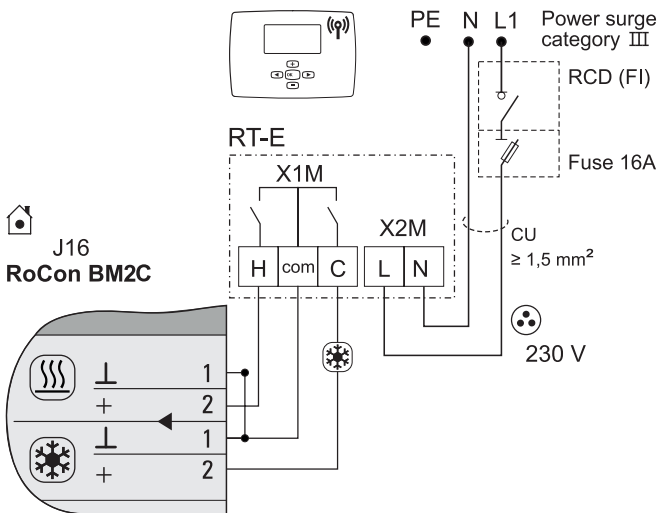 PE N L1
Power surge
category III
RCD (FI)
Fuse 16A
OK
RT-E
X1M
X2M
H com C
L N
CU
≥ 1,5 mm²
230 V
J16
RoCon BM2C
1
+ 2
1
+ 2